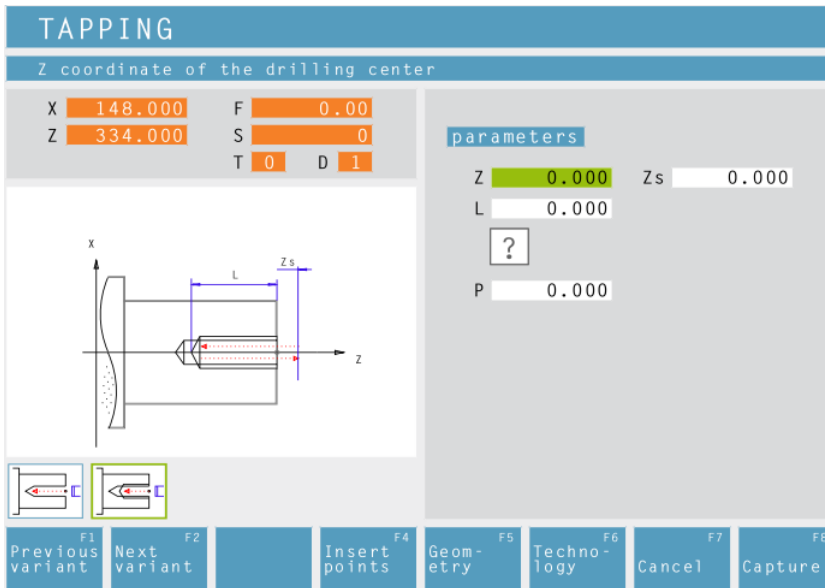 TAPPING
Z coordinate of the drilling center
X 148.000 F 0.00
Z 334.000 S 0
T 0 D 1
parameters
Z 0.000 Zs 0.000
L 0.000
?
P 0.000
X
Zs
L
Z
F1 Previous variant
F2 Next variant
F4 Insert points
F5 Geom-
etry
F6 Techno-
logy
F7 Cancel
F8 Capture